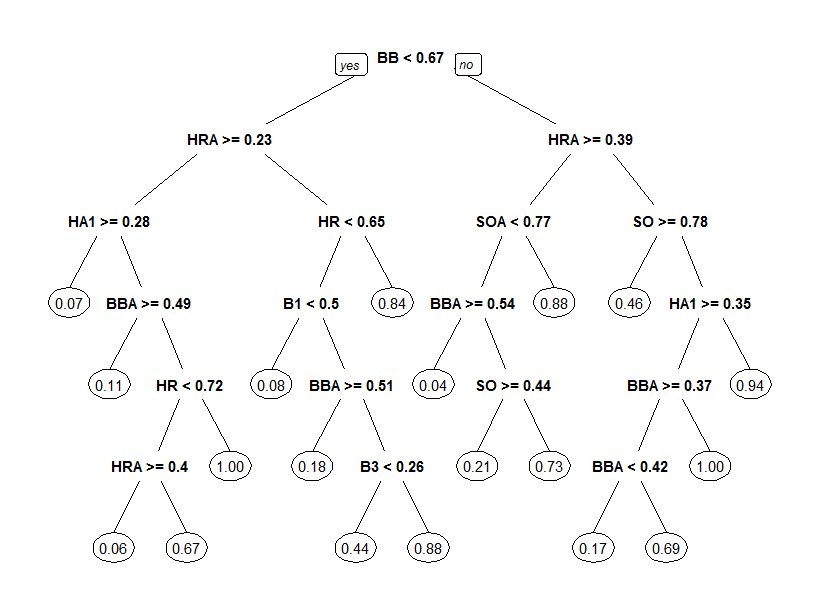 yes BB < 0.67 no
HRA >= 0.23 HRA >= 0.39
HA1 >= 0.28 HR < 0.65 SOA < 0.77 SO >= 0.78
0.07 BBA >= 0.49 B1 < 0.5 0.84 BBA >= 0.54 0.88 0.46 HA1 >= 0.35
0.11 HR < 0.72 0.08 BBA >= 0.51 0.04 SO >= 0.44 BBA >= 0.37 0.94
HRA >= 0.4 1.00 0.18 B3 < 0.26 0.21 0.73 BBA < 0.42 1.00
0.06 0.67 0.44 0.88 0.17 0.69